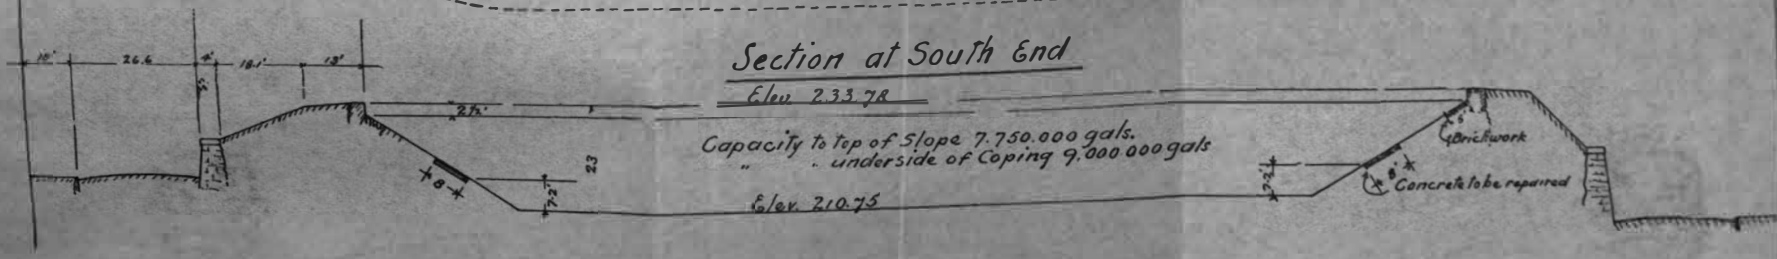 Section at South End
Elev. 233.78
10' 26.6 4' 18.1' 13'
2½'
Capacity to top of Slope 7.750.000 gals.
" " underside of Coping 9.000 000 gals
23
8
7.2'
Elev. 210.75
5'
Brickwork
7.2'
8'
Concrete to be repaired